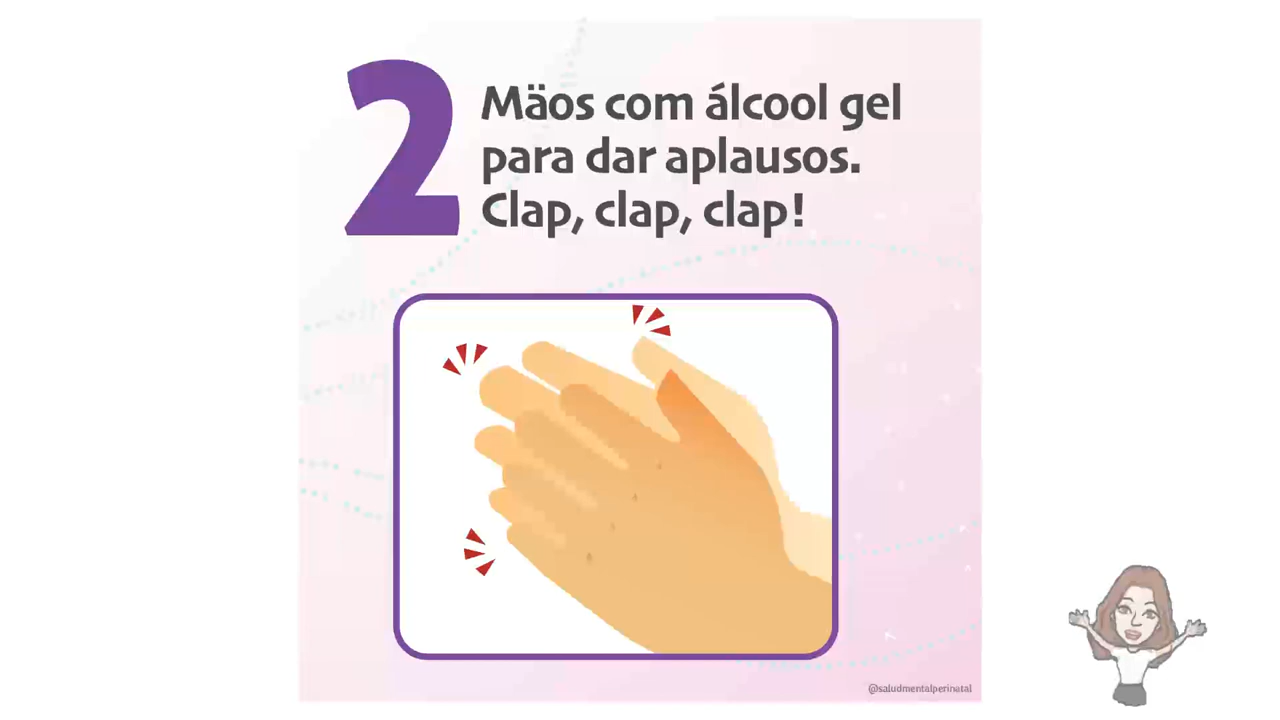 2
Mäos com álcool gel
para dar aplausos.
Clap, clap, clap!
@saludmentalperinatal